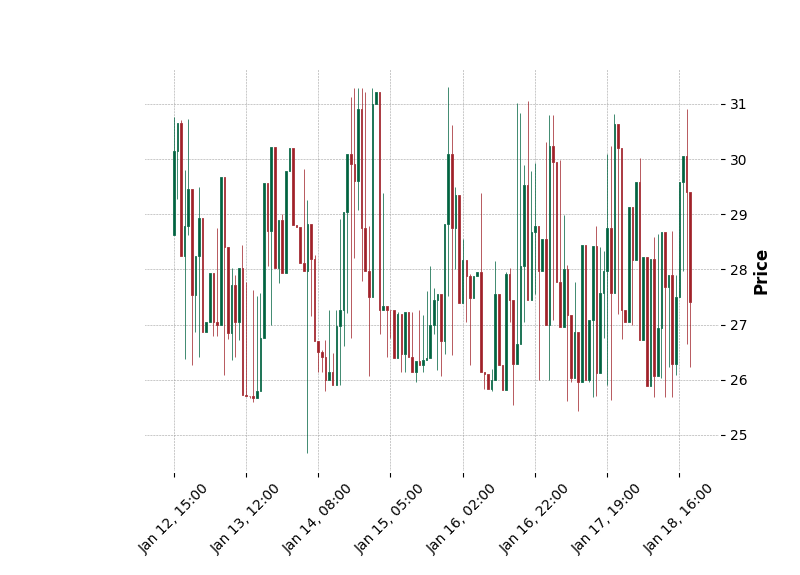 31
30
29
28
27
26
25
Price
Jan 12, 15:00
Jan 13, 12:00
Jan 14, 08:00
Jan 15, 05:00
Jan 16, 02:00
Jan 16, 22:00
Jan 17, 19:00
Jan 18, 16:00